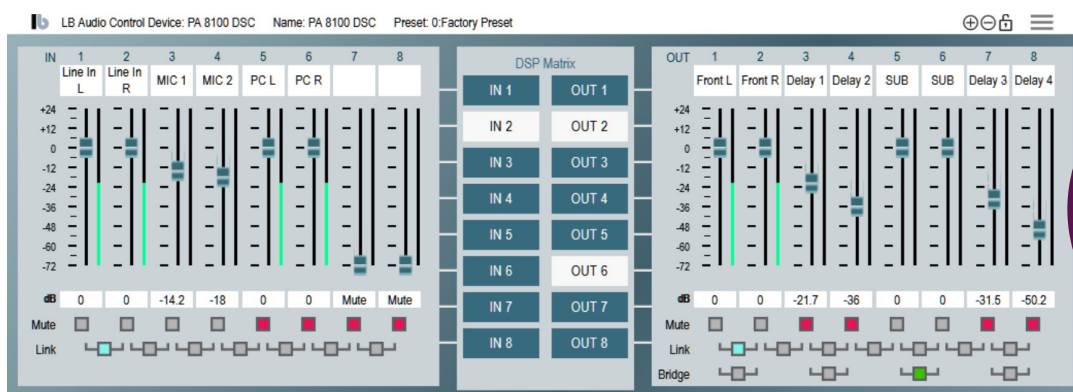 lb LB Audio Control Device: PA 8100 DSC Name: PA 8100 DSC Preset: 0:Factory Preset
IN 1 2 3 4 5 6 7 8
Line In L Line In R MIC 1 MIC 2 PC L PC R
+24
+12
0
-12
-24
-36
-48
-60
-72
dB 0 0 -14.2 -18 0 0 Mute Mute
Mute
Link
DSP Matrix
IN 1 OUT 1
IN 2 OUT 2
IN 3 OUT 3
IN 4 OUT 4
IN 5 OUT 5
IN 6 OUT 6
IN 7 OUT 7
IN 8 OUT 8
OUT 1 2 3 4 5 6 7 8
Front L Front R Delay 1 Delay 2 SUB SUB Delay 3 Delay 4
+24
+12
0
-12
-24
-36
-48
-60
-72
dB 0 0 -21.7 -36 0 0 -31.5 -50.2
Mute
Link
Bridge